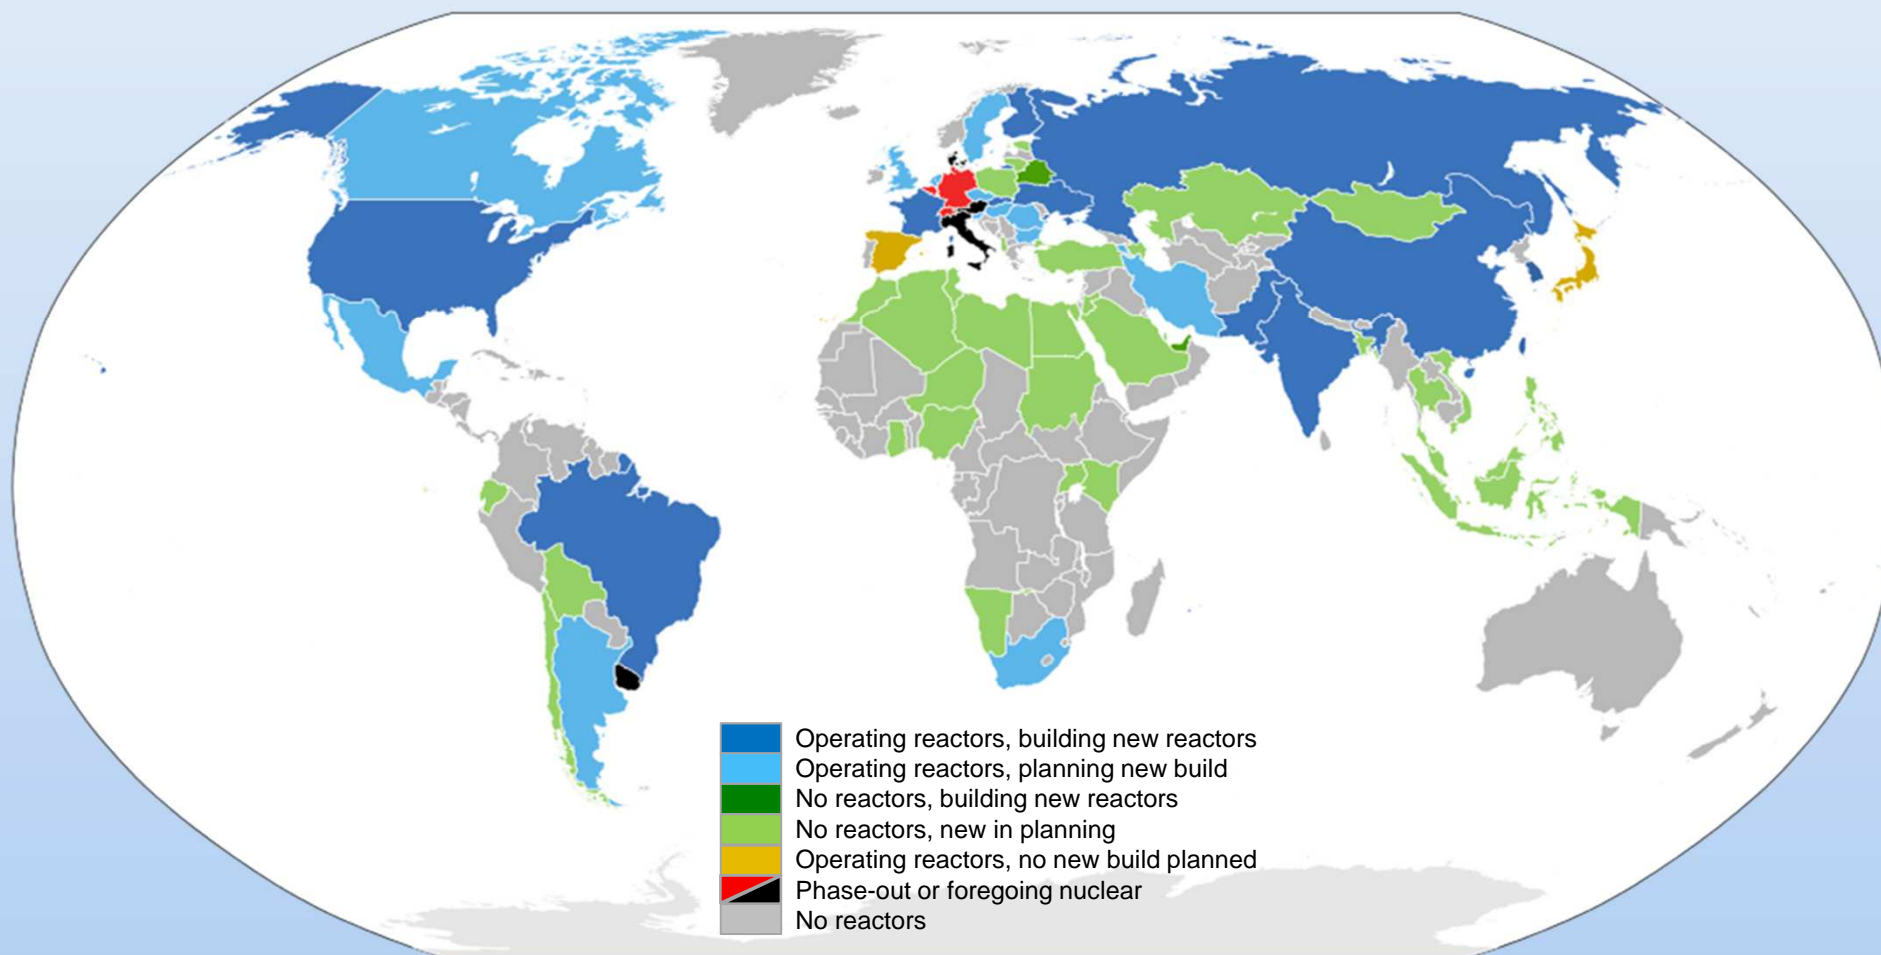 Operating reactors, building new reactors
Operating reactors, planning new build
No reactors, building new reactors
No reactors, new in planning
Operating reactors, no new build planned
Phase-out or foregoing nuclear
No reactors